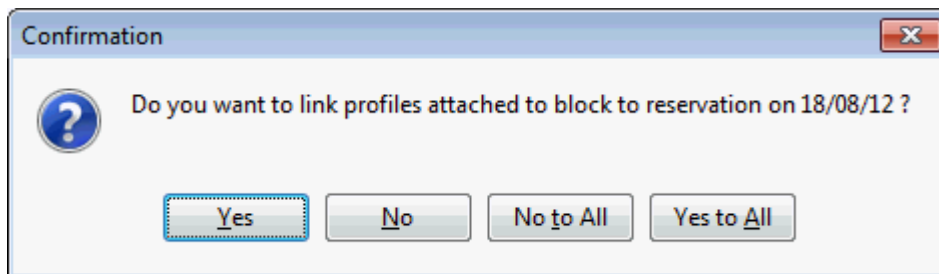 Confirmation
Do you want to link profiles attached to block to reservation on 18/08/12 ?
Yes No No to All Yes to All